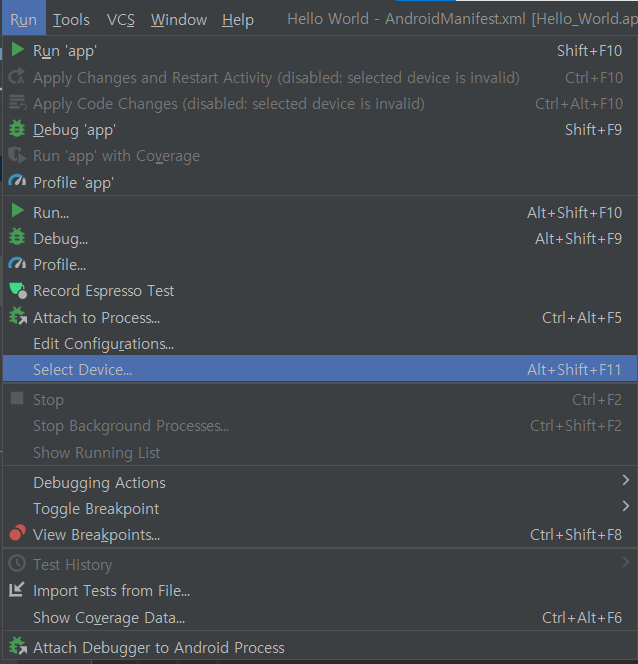 Run Tools VCS Window Help Hello World - AndroidManifest.xml [Hello_World.ap
Run 'app' Shift+F10
Apply Changes and Restart Activity (disabled: selected device is invalid) Ctrl+F10
Apply Code Changes (disabled: selected device is invalid) Ctrl+Alt+F10
Debug 'app' Shift+F9
Run 'app' with Coverage
Profile 'app'
Run... Alt+Shift+F10
Debug... Alt+Shift+F9
Profile...
Record Espresso Test
Attach to Process... Ctrl+Alt+F5
Edit Configurations...
Select Device... Alt+Shift+F11
Stop Ctrl+F2
Stop Background Processes... Ctrl+Shift+F2
Show Running List
Debugging Actions
Toggle Breakpoint
View Breakpoints... Ctrl+Shift+F8
Test History
Import Tests from File...
Show Coverage Data... Ctrl+Alt+F6
Attach Debugger to Android Process